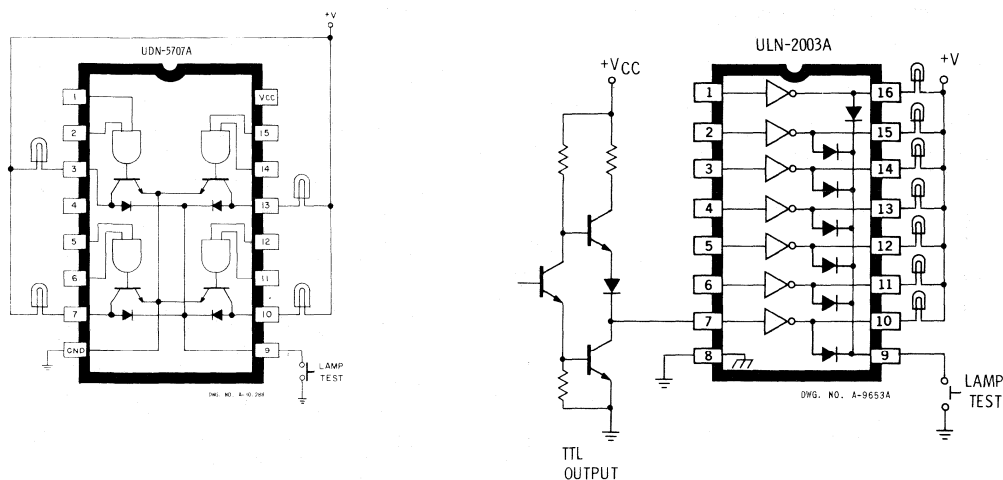 +V
UDN-5707A
1
VCC
2
15
3
14
4
13
5
12
6
11
7
10
GND
9
LAMP
TEST
DWG. NO. A-10,288
ULN-2003A
+VCC
+V
1
16
2
15
3
14
4
13
5
12
6
11
7
10
8
9
LAMP
TEST
DWG. NO. A-9653A
TTL
OUTPUT